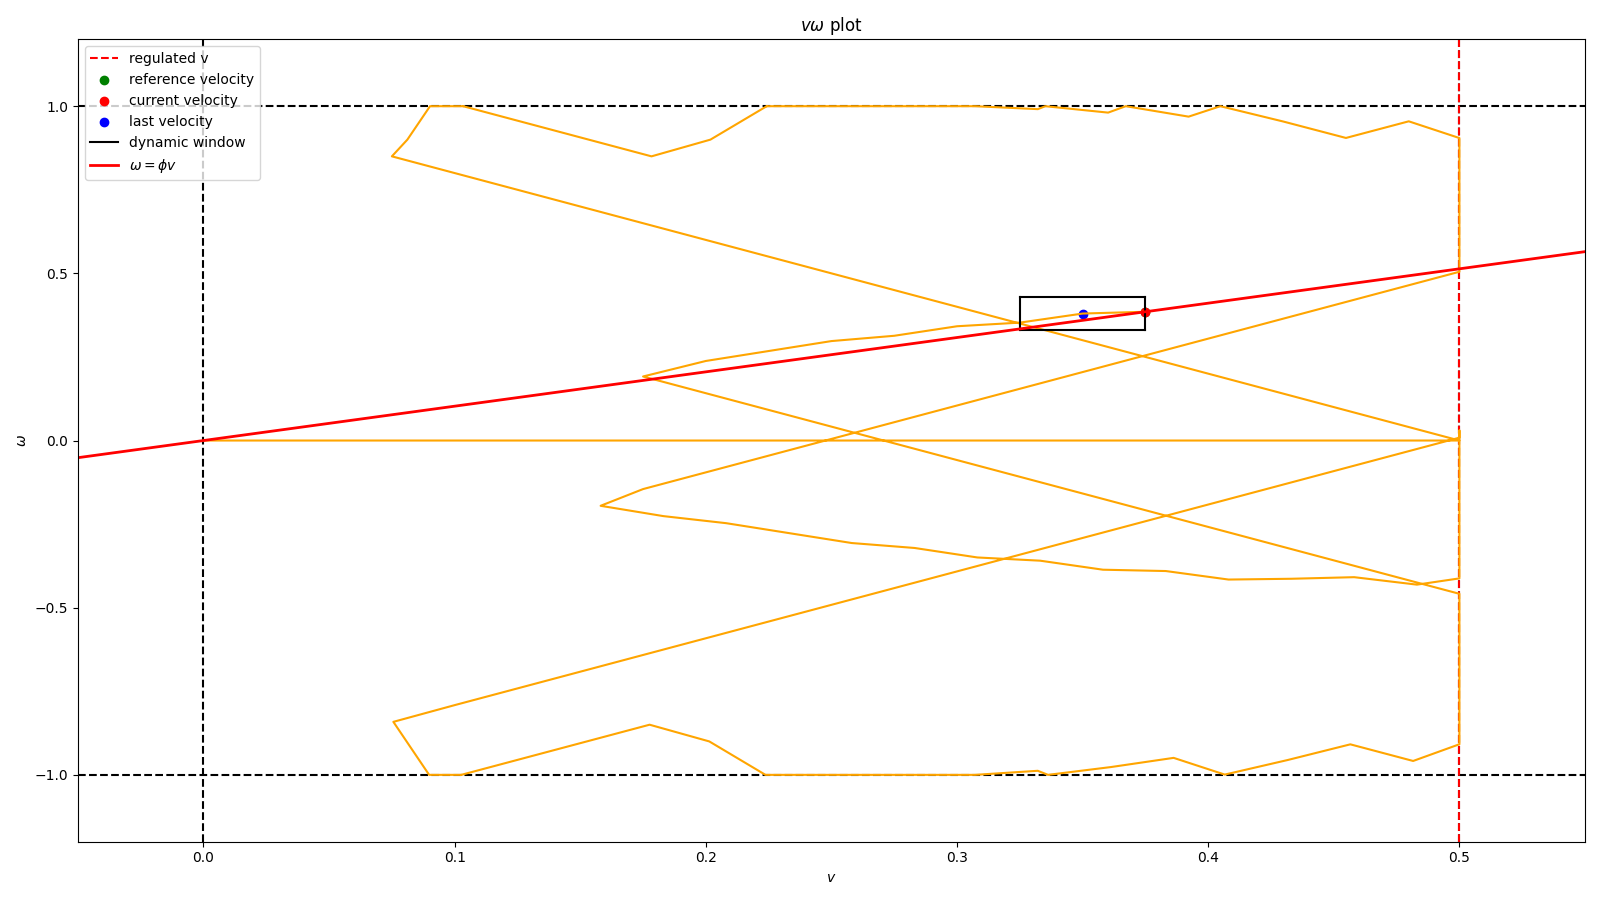 vω plot
regulated v
reference velocity
current velocity
last velocity
dynamic window
ω = ϕv
1.0
0.5
0.0
−0.5
−1.0
ω
0.0 0.1 0.2 0.3 0.4 0.5
v